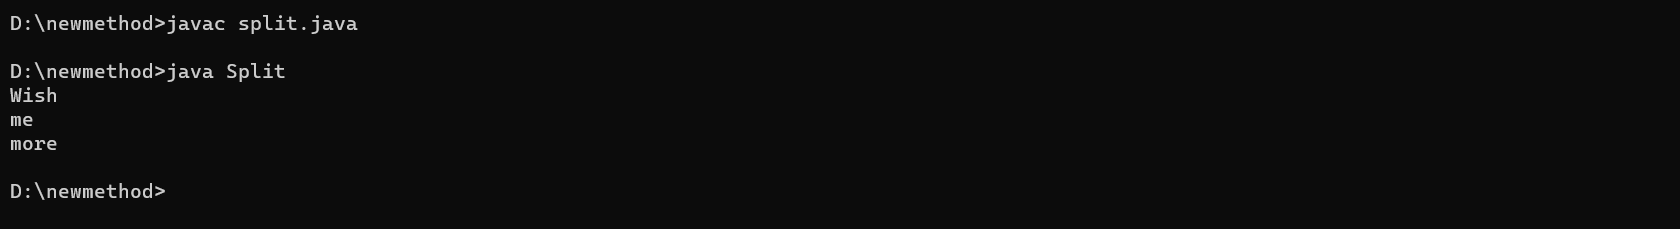 D:\newmethod>javac split.java
D:\newmethod>java Split
Wish
me
more
D:\newmethod>